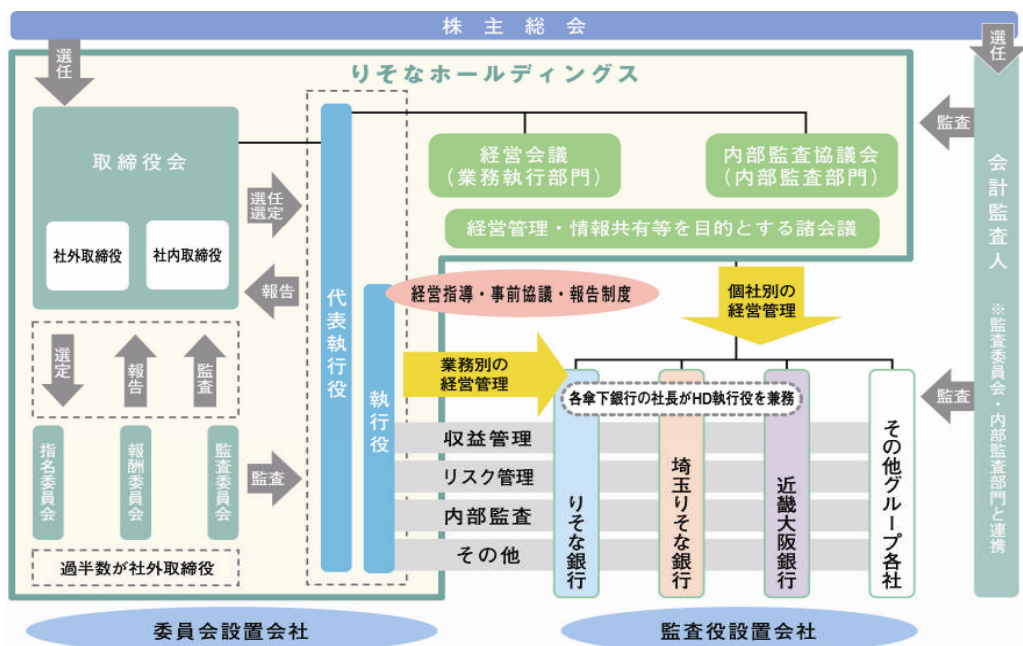 株主総会
選任
選任
りそなホールディングス
取締役会
社外取締役
社内取締役
選任
選定
報告
選定
報告
監査
指名委員会
報酬委員会
監査委員会
監査
過半数が社外取締役
代表執行役
執行役
経営会議
(業務執行部門)
内部監査協議会
(内部監査部門)
経営管理・情報共有等を目的とする諸会議
経営指導・事前協議・報告制度
個社別の
経営管理
業務別の
経営管理
各傘下銀行の社長がHD執行役を兼務
収益管理
リスク管理
内部監査
その他
りそな銀行
埼玉りそな銀行
近畿大阪銀行
その他グループ各社
監査
監査
会計監査人
※監査委員会・内部監査部門と連携
委員会設置会社
監査役設置会社